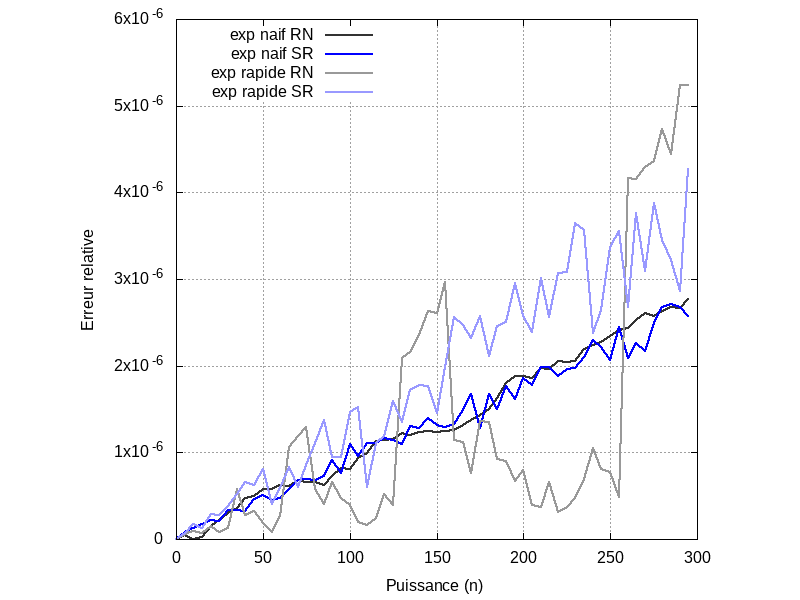 6x10^-6
5x10^-6
4x10^-6
3x10^-6
2x10^-6
1x10^-6
0
Erreur relative
exp naif RN
exp naif SR
exp rapide RN
exp rapide SR
0 50 100 150 200 250 300
Puissance (n)